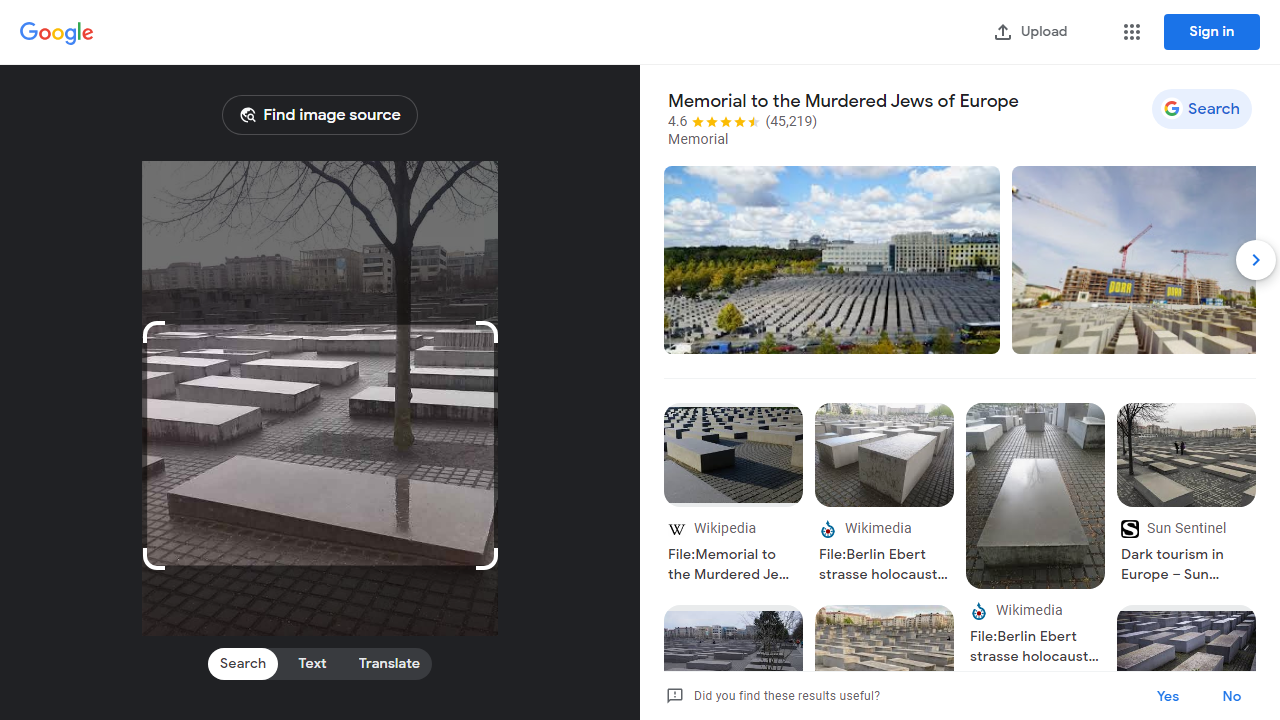 Google
Upload
Sign in
Find image source
Search
Text
Translate
Memorial to the Murdered Jews of Europe
4.6 (45,219)
Memorial
Search
Wikipedia
File:Memorial to
the Murdered Je...
Wikimedia
File:Berlin Ebert
strasse holocaust...
Wikimedia
File:Berlin Ebert
strasse holocaust...
Sun Sentinel
Dark tourism in
Europe – Sun...
Did you find these results useful?
Yes
No